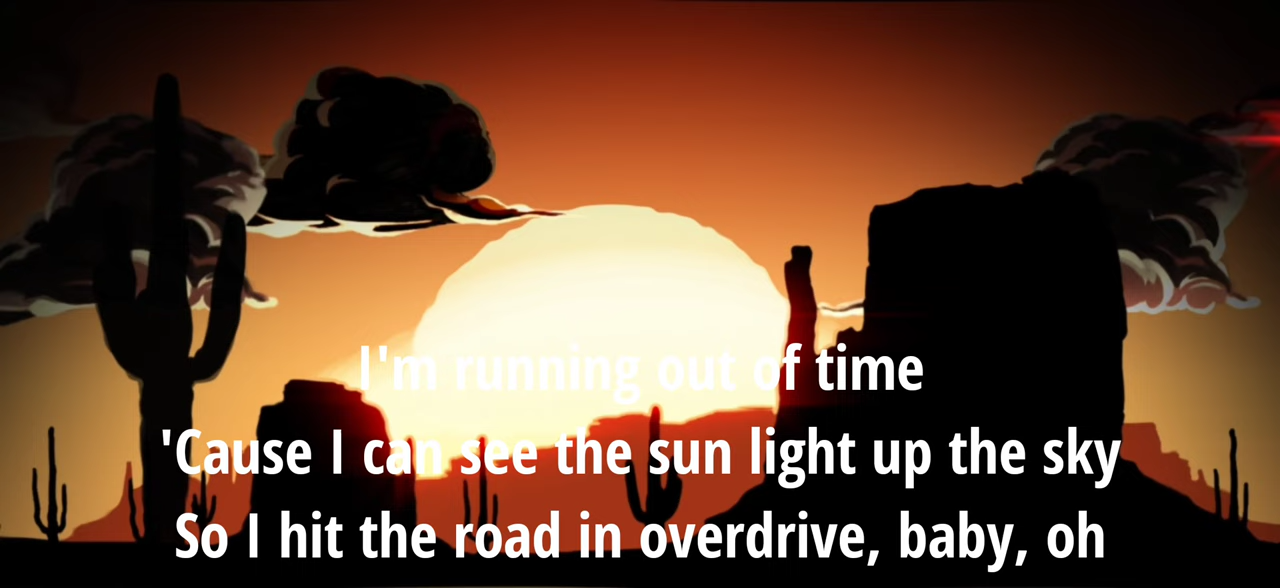 I'm running out of time
'Cause I can see the sun light up the sky
So I hit the road in overdrive, baby, oh